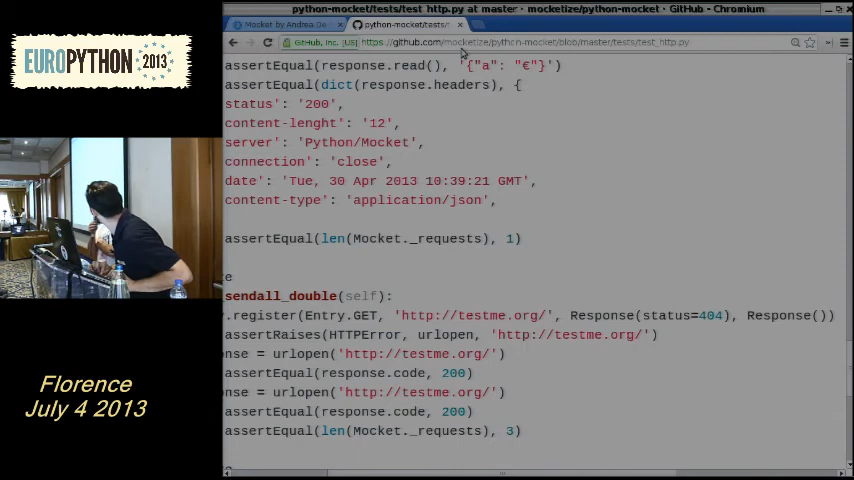 python-mocket/tests/test_http.py at master · mocketize/python-mocket · GitHub - Chromium
Mocket by Andrea De
python-mocket/tests/
GitHub, Inc. [US]
https://github.com/mocketize/python-mocket/blob/master/tests/test_http.py
EUROPYTHON 2013
assertEqual(response.read(), '{"a": "€"}')
assertEqual(dict(response.headers), {
status': '200',
content-lenght': '12',
server': 'Python/Mocket',
connection': 'close',
date': 'Tue, 30 Apr 2013 10:39:21 GMT',
content-type': 'application/json',
assertEqual(len(Mocket._requests), 1)
e
sendall_double(self):
y.register(Entry.GET, 'http://testme.org/', Response(status=404), Response())
assertRaises(HTTPError, urlopen, 'http://testme.org/')
onse = urlopen('http://testme.org/')
assertEqual(response.code, 200)
onse = urlopen('http://testme.org/')
assertEqual(response.code, 200)
assertEqual(len(Mocket._requests), 3)
Florence
July 4 2013